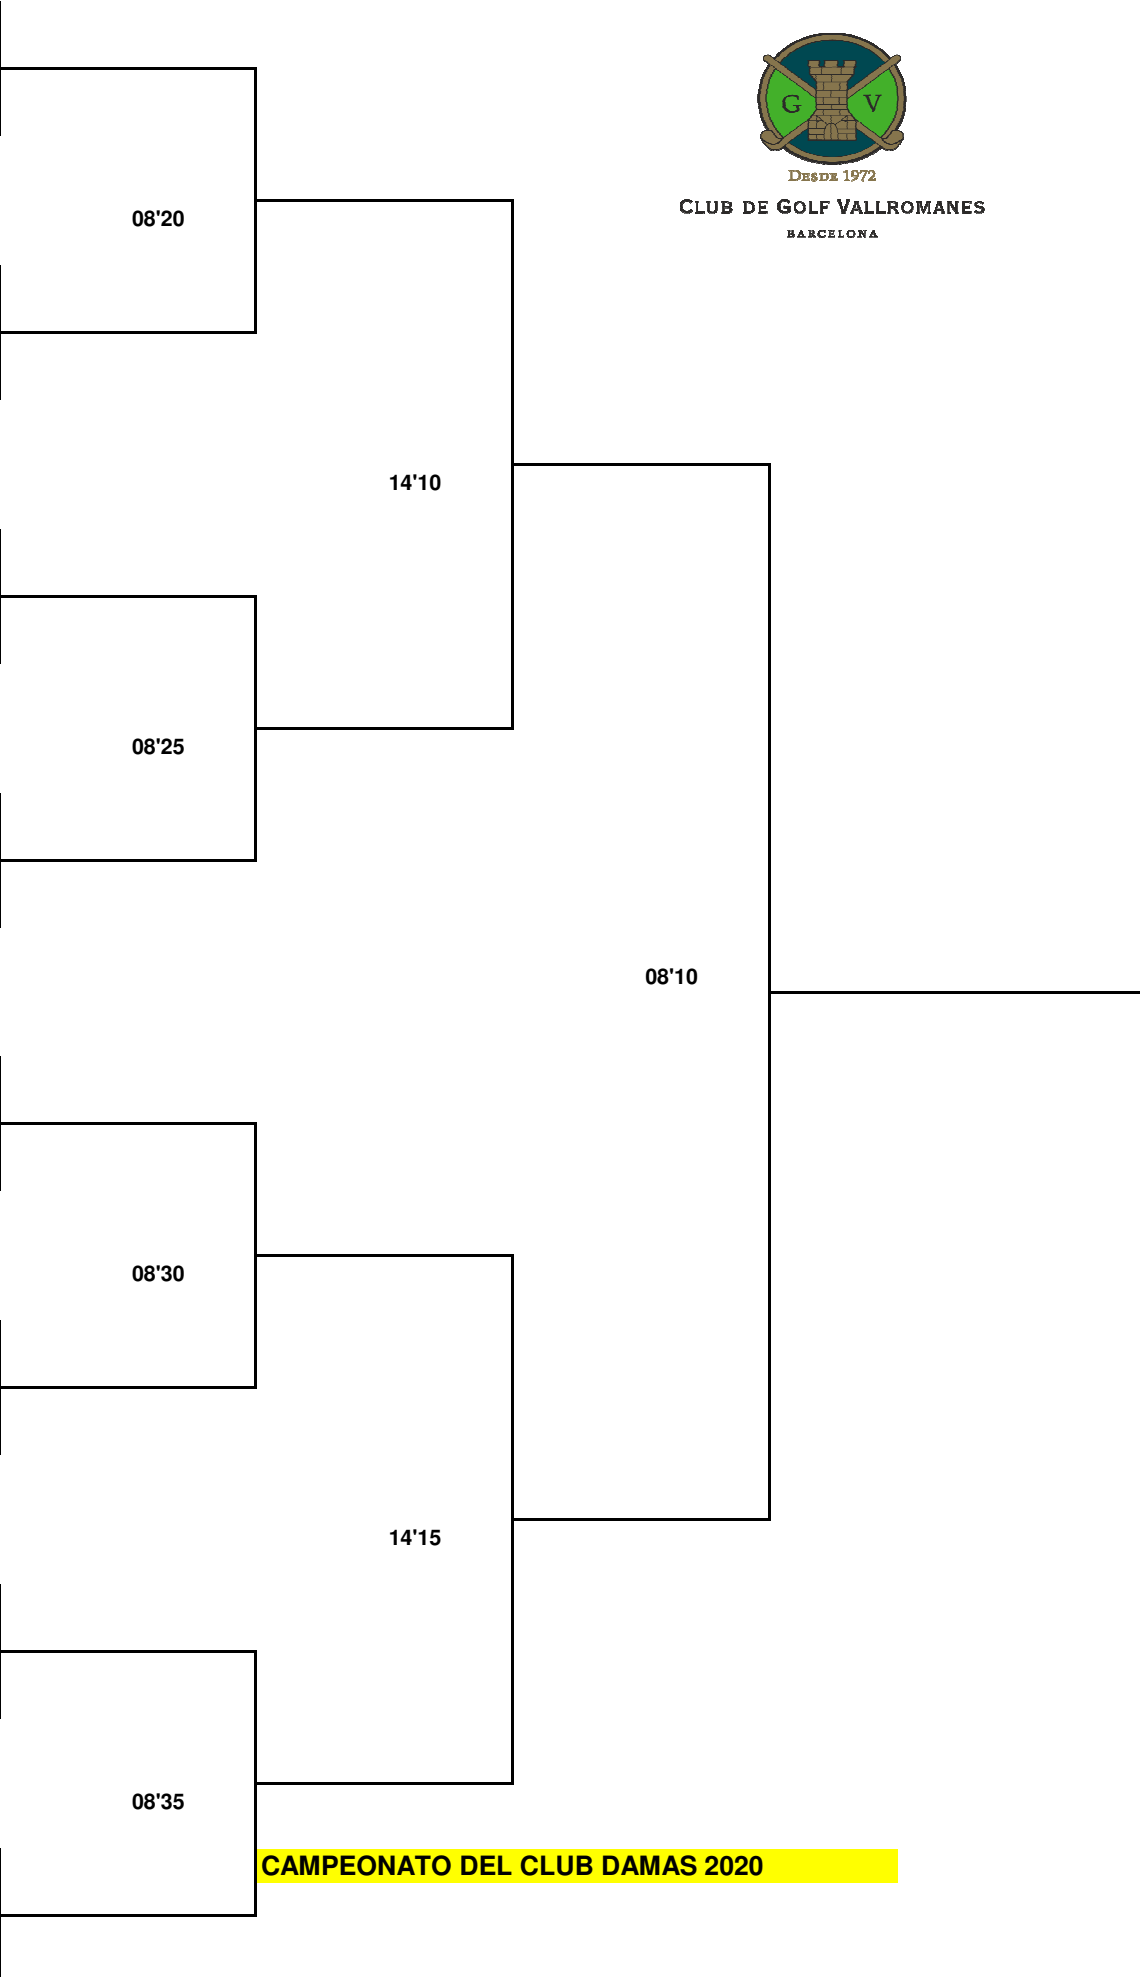 G V
DESDE 1972
CLUB DE GOLF VALLROMANES
BARCELONA
08'20
14'10
08'25
08'10
08'30
14'15
08'35
CAMPEONATO DEL CLUB DAMAS 2020